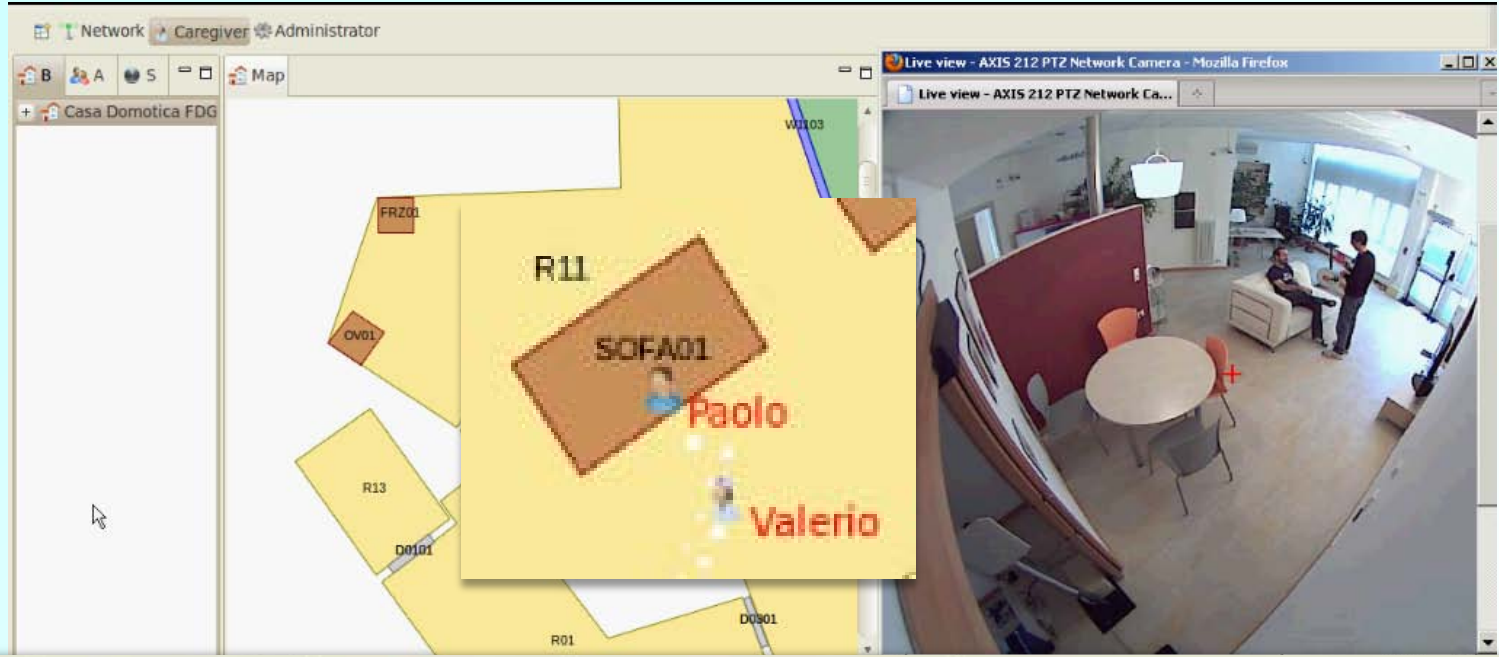 Network Caregiver Administrator
B A S
Map
Casa Domotica FDG
Live view - AXIS 212 PTZ Network Camera - Mozilla Firefox
Live view - AXIS 212 PTZ Network Ca...
W1103
FRZ01
OV01
R11
SOFA01
Paolo
Valerio
R13
D0101
R01
D0301